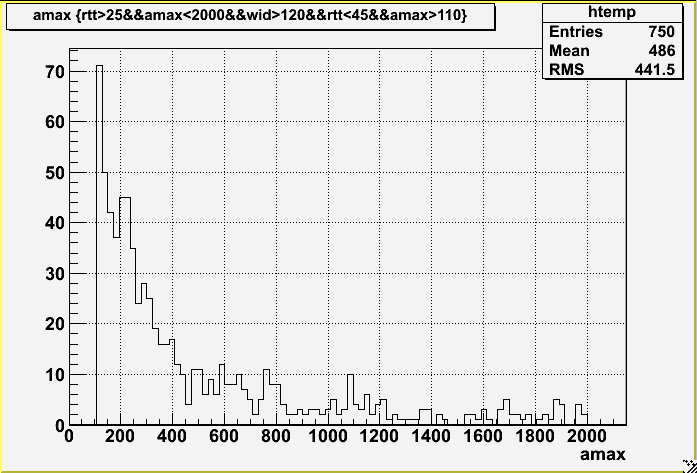 amax {rtt>25&&amax<2000&&wid>120&&rtt<45&&amax>110}
htemp
Entries 750
Mean 486
RMS 441.5
70
60
50
40
30
20
10
0
0 200 400 600 800 1000 1200 1400 1600 1800 2000
amax